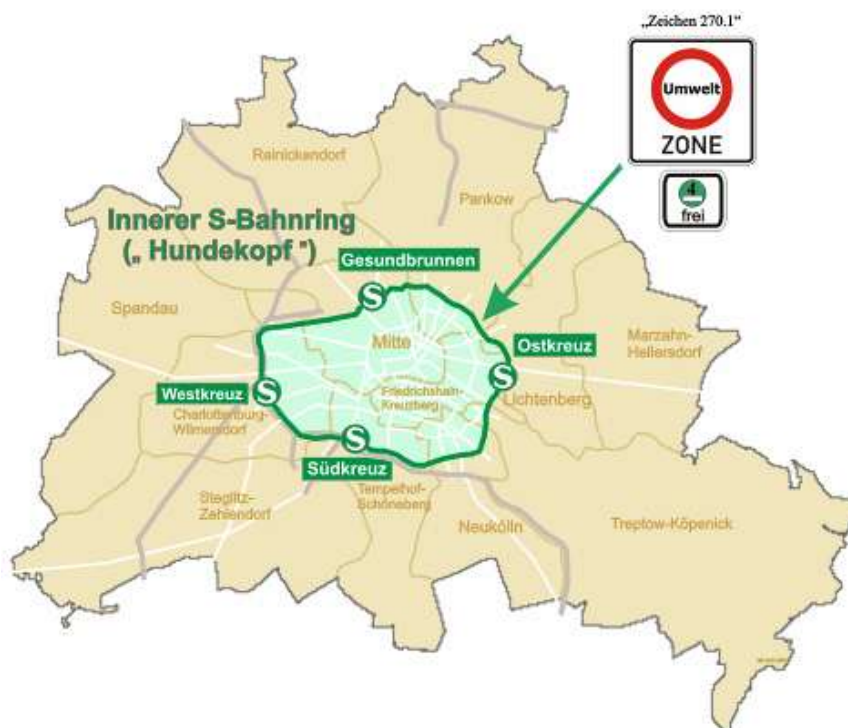 „Zeichen 270.1“
Umwelt
ZONE
4
frei
Rainickendorf
Pankow
Innerer S-Bahnring
(„ Hundekopf “)
Gesundbrunnen
S
Spandau
Mitte
Ostkreuz
Marzahn-
Hellersdorf
S
Westkreuz
S
Friedrichshain-
Kreuzberg
Lichtenberg
Charlottenburg-
Wilmersdorf
S
Südkreuz
Tempelhof-
Schöneberg
Steglitz-
Zehlendorf
Neukölln
Treptow-Köpenick